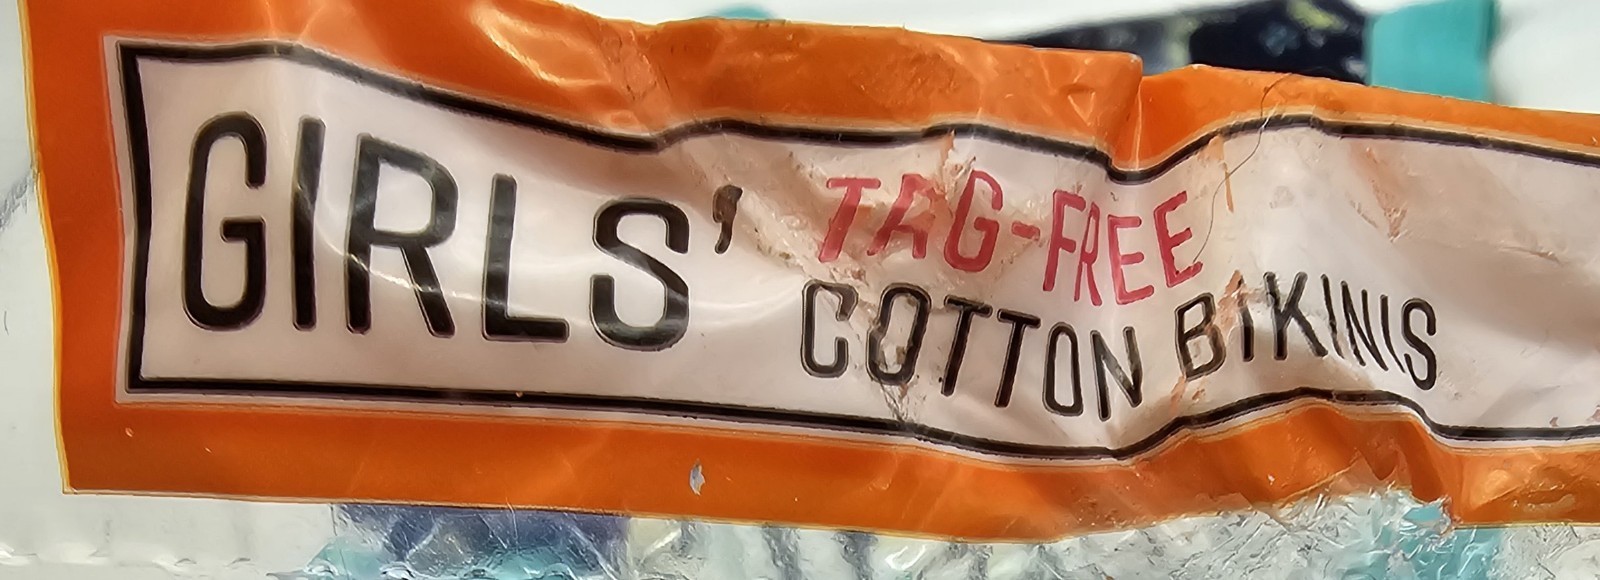 GIRLS' TAG-FREE
COTTON BIKINIS